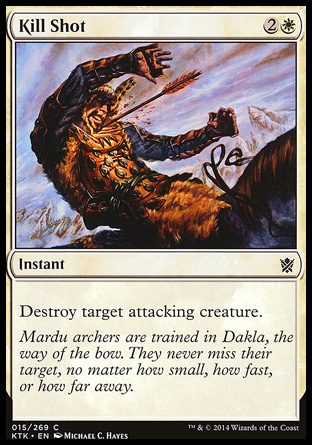 Kill Shot 2
Instant
Destroy target attacking creature.
Mardu archers are trained in Dakla, the
way of the bow. They never miss their
target, no matter how small, how fast,
or how far away.
015/269 C
KTK • EN Michael C. Hayes
™ & © 2014 Wizards of the Coast